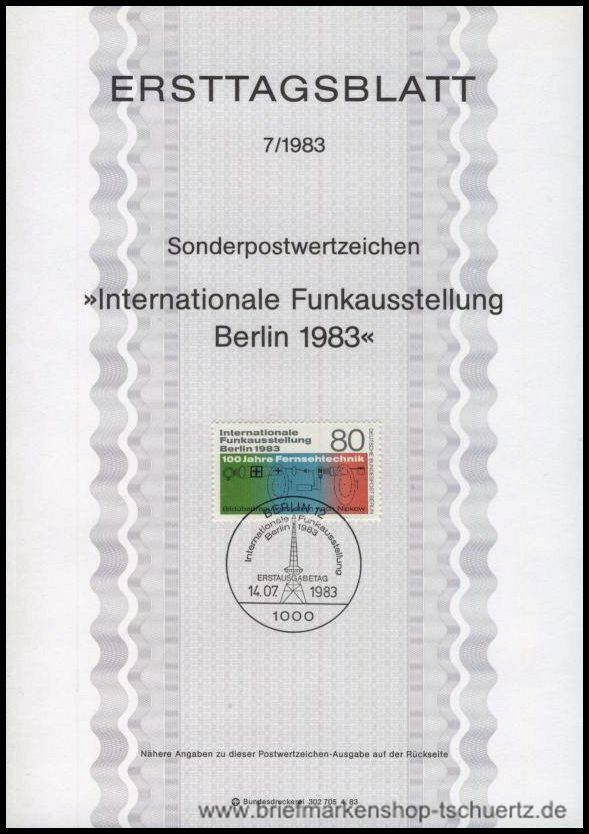 ERSTTAGSBLATT
7/1983
Sonderpostwertzeichen
»Internationale Funkausstellung
Berlin 1983«
Internationale
Funkausstellung
Berlin 1983
80
DEUTSCHE BUNDESPOST BERLIN
100 Jahre Fernsehtechnik
Nipkow
BERLIN 12
Internationale Funkausstellung
Berlin 1983
ERSTAUSGABETAG
14.07. 1983
1000
Nähere Angaben zu dieser Postwertzeichen-Ausgabe auf der Rückseite
Bundesdruckerei 302 705 4.83
www.briefmarkenshop-tschuertz.de